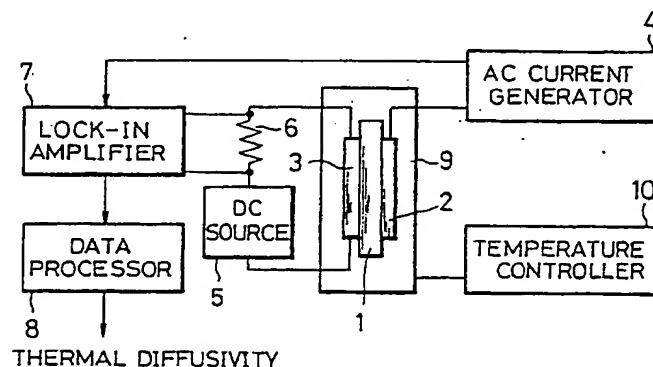 4
AC CURRENT
GENERATOR
7
LOCK-IN
AMPLIFIER
6
3
9
2
DC
SOURCE
5
1
10
TEMPERATURE
CONTROLLER
DATA
PROCESSOR
8
THERMAL DIFFUSIVITY